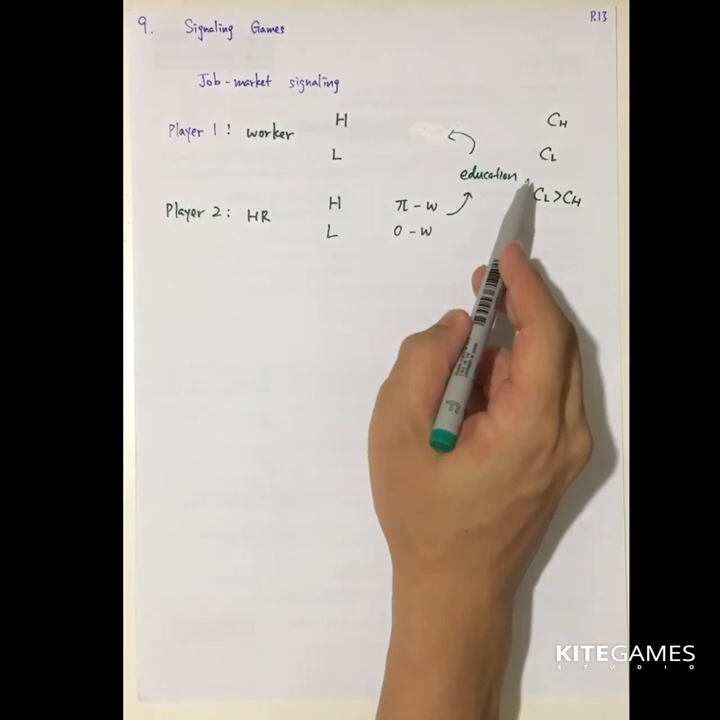 9. Signaling Games
P.13
Job-market signaling
Player 1: worker
H
CH
L
CL
education
CL>CH
Player 2: HR
H
π-w
L
0-w
KITEGAMES
STUDIO